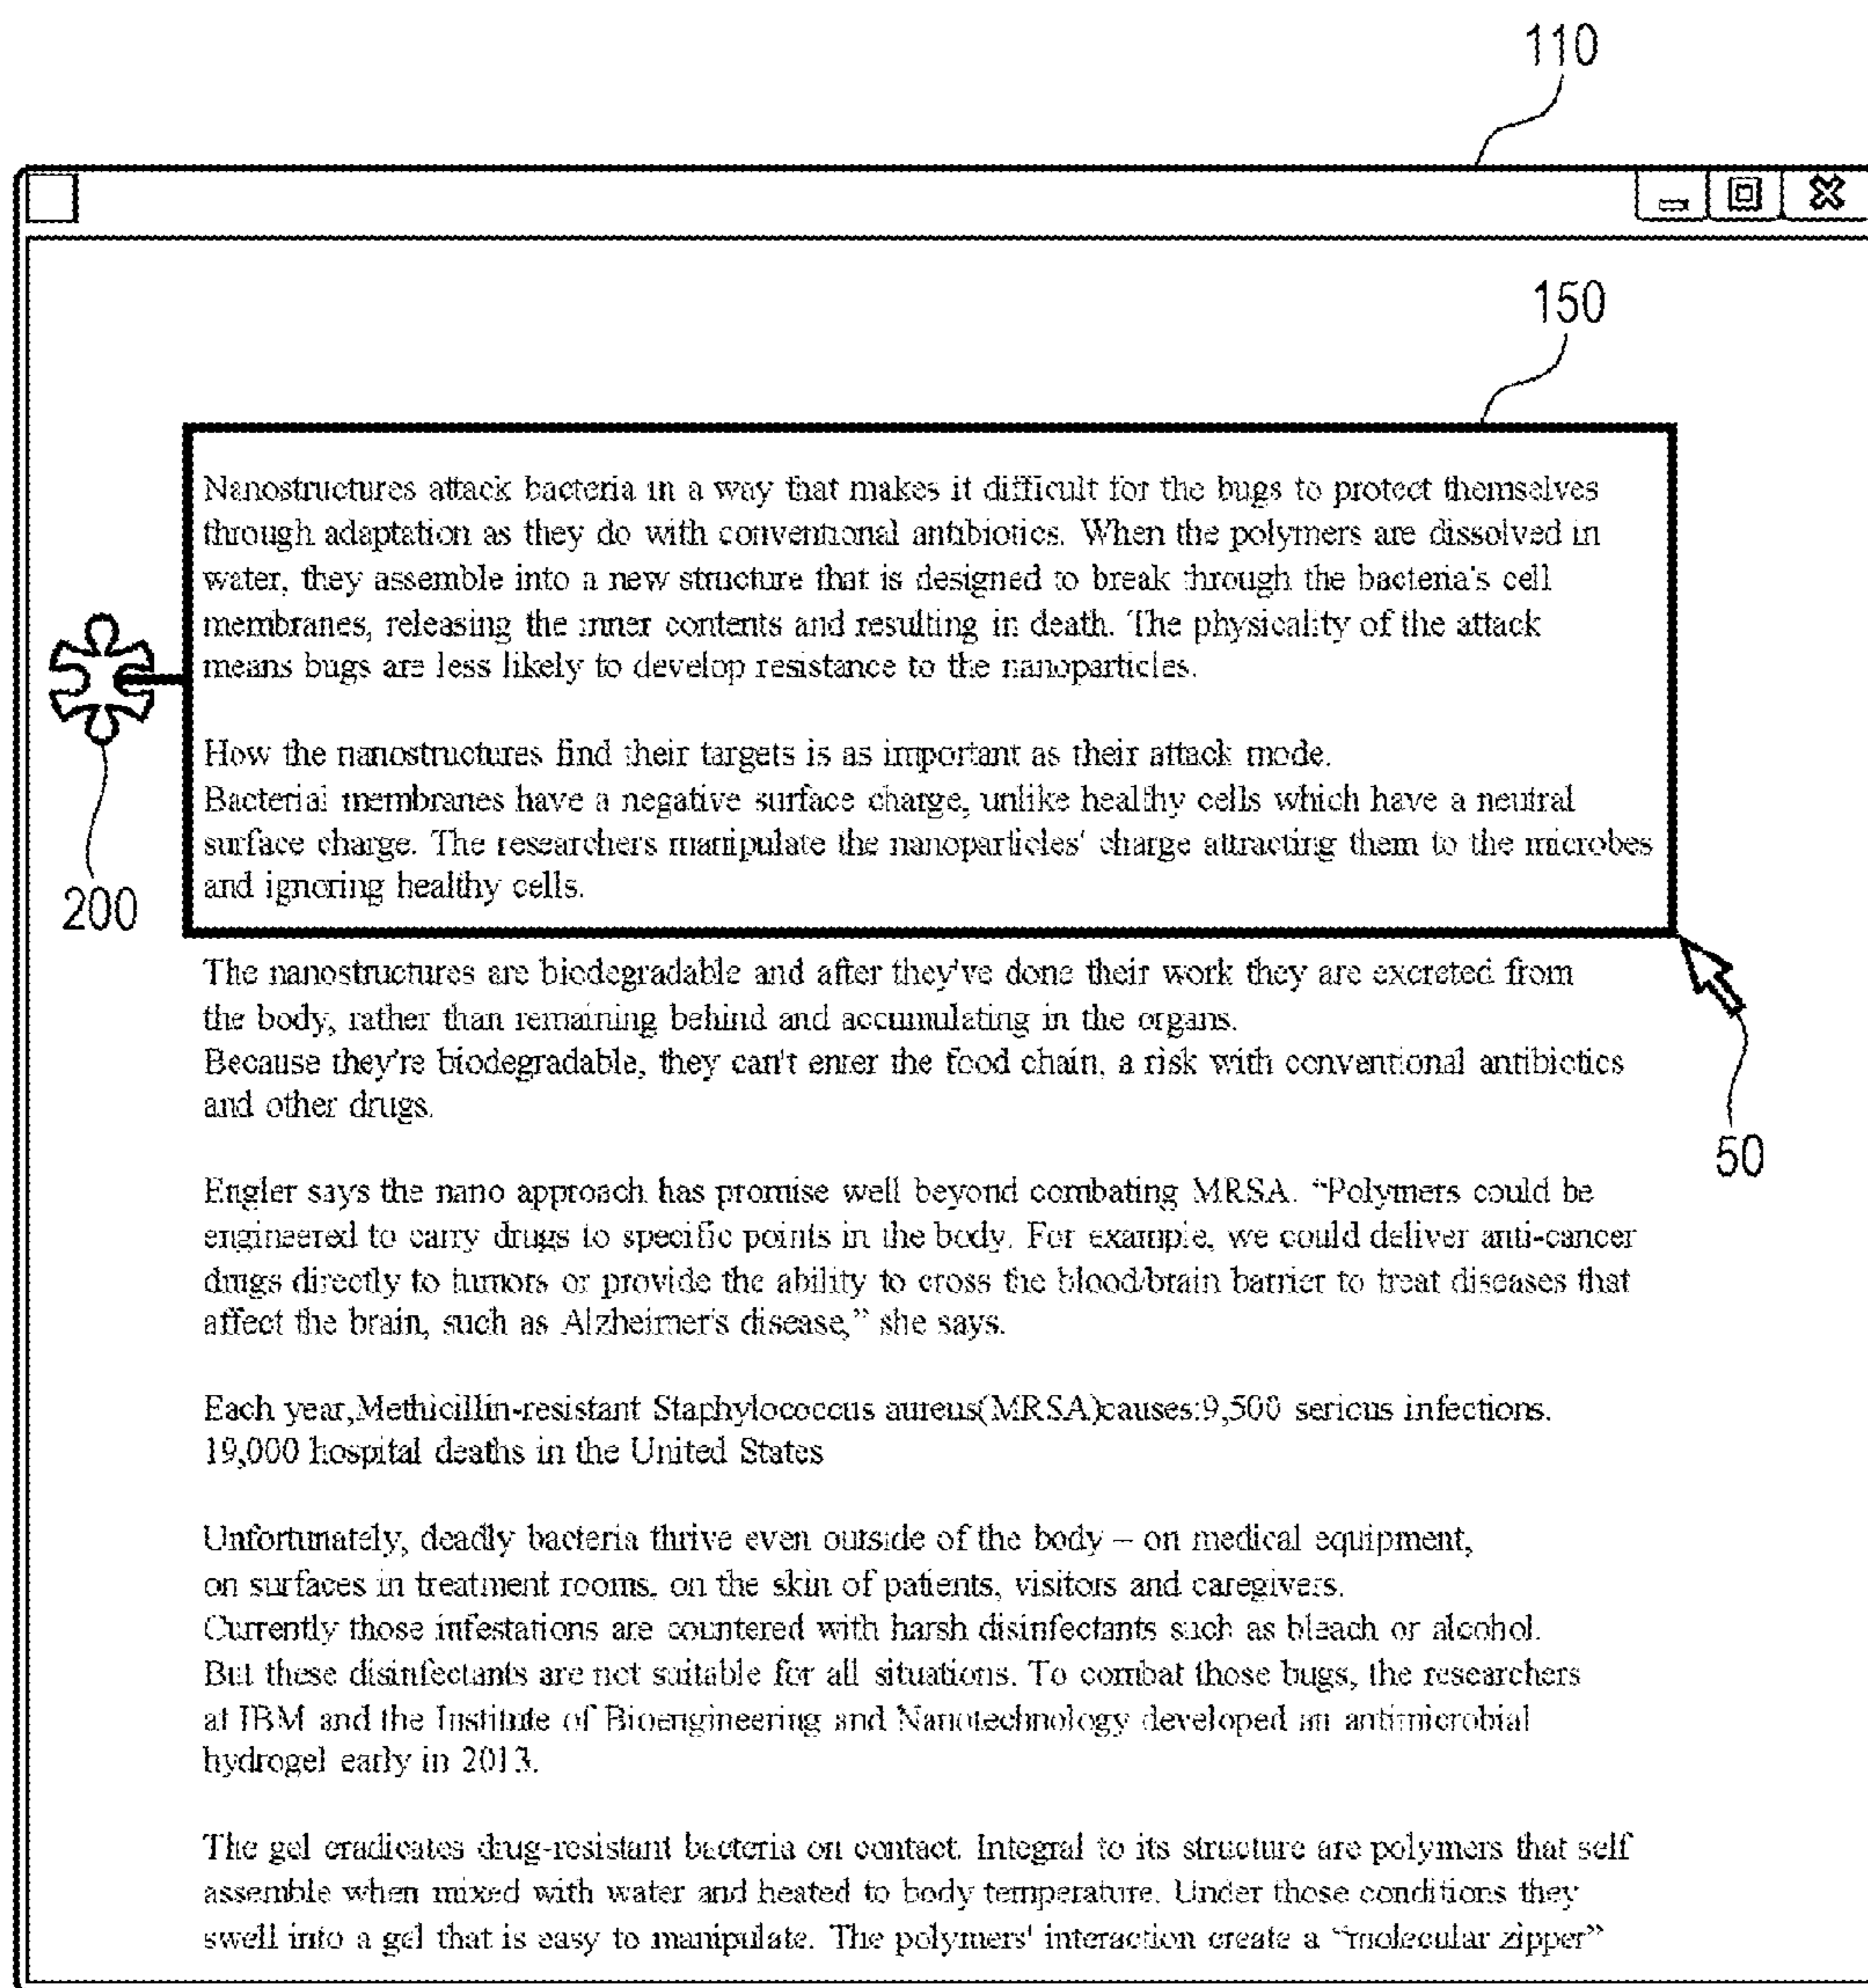 110
150
Nanostructures attack bacteria in a way that makes it difficult for the bugs to protect themselves
through adaptation as they do with conventional antibiotics. When the polymers are dissolved in
water, they assemble into a new structure that is designed to break through the bacteria's cell
membranes, releasing the inner contents and resulting in death. The physicality of the attack
means bugs are less likely to develop resistance to the nanoparticles.
How the nanostructures find their targets is as important as their attack mode.
Bacterial membranes have a negative surface charge, unlike healthy cells which have a neutral
surface charge. The researchers manipulate the nanoparticles' charge attracting them to the microbes
and ignoring healthy cells.
200
The nanostructures are biodegradable and after they've done their work they are excreted from
the body, rather than remaining behind and accumulating in the organs.
Because they're biodegradable, they can't enter the food chain, a risk with conventional antibiotics
and other drugs.
50
Engler says the nano approach has promise well beyond combating MRSA. “Polymers could be
engineered to carry drugs to specific points in the body. For example, we could deliver anti-cancer
drugs directly to tumors or provide the ability to cross the blood/brain barrier to treat diseases that
affect the brain, such as Alzheimer's disease,” she says.
Each year,Methicillin-resistant Staphylococcus aureus(MRSA)causes:9,500 serious infections.
19,000 hospital deaths in the United States
Unfortunately, deadly bacteria thrive even outside of the body – on medical equipment,
on surfaces in treatment rooms, on the skin of patients, visitors and caregivers.
Currently those infestations are countered with harsh disinfectants such as bleach or alcohol.
But these disinfectants are not suitable for all situations. To combat those bugs, the researchers
at IBM and the Institute of Bioengineering and Nanotechnology developed an antimicrobial
hydrogel early in 2013.
The gel eradicates drug-resistant bacteria on contact. Integral to its structure are polymers that self
assemble when mixed with water and heated to body temperature. Under those conditions they
swell into a gel that is easy to manipulate. The polymers' interaction create a “molecular zipper”